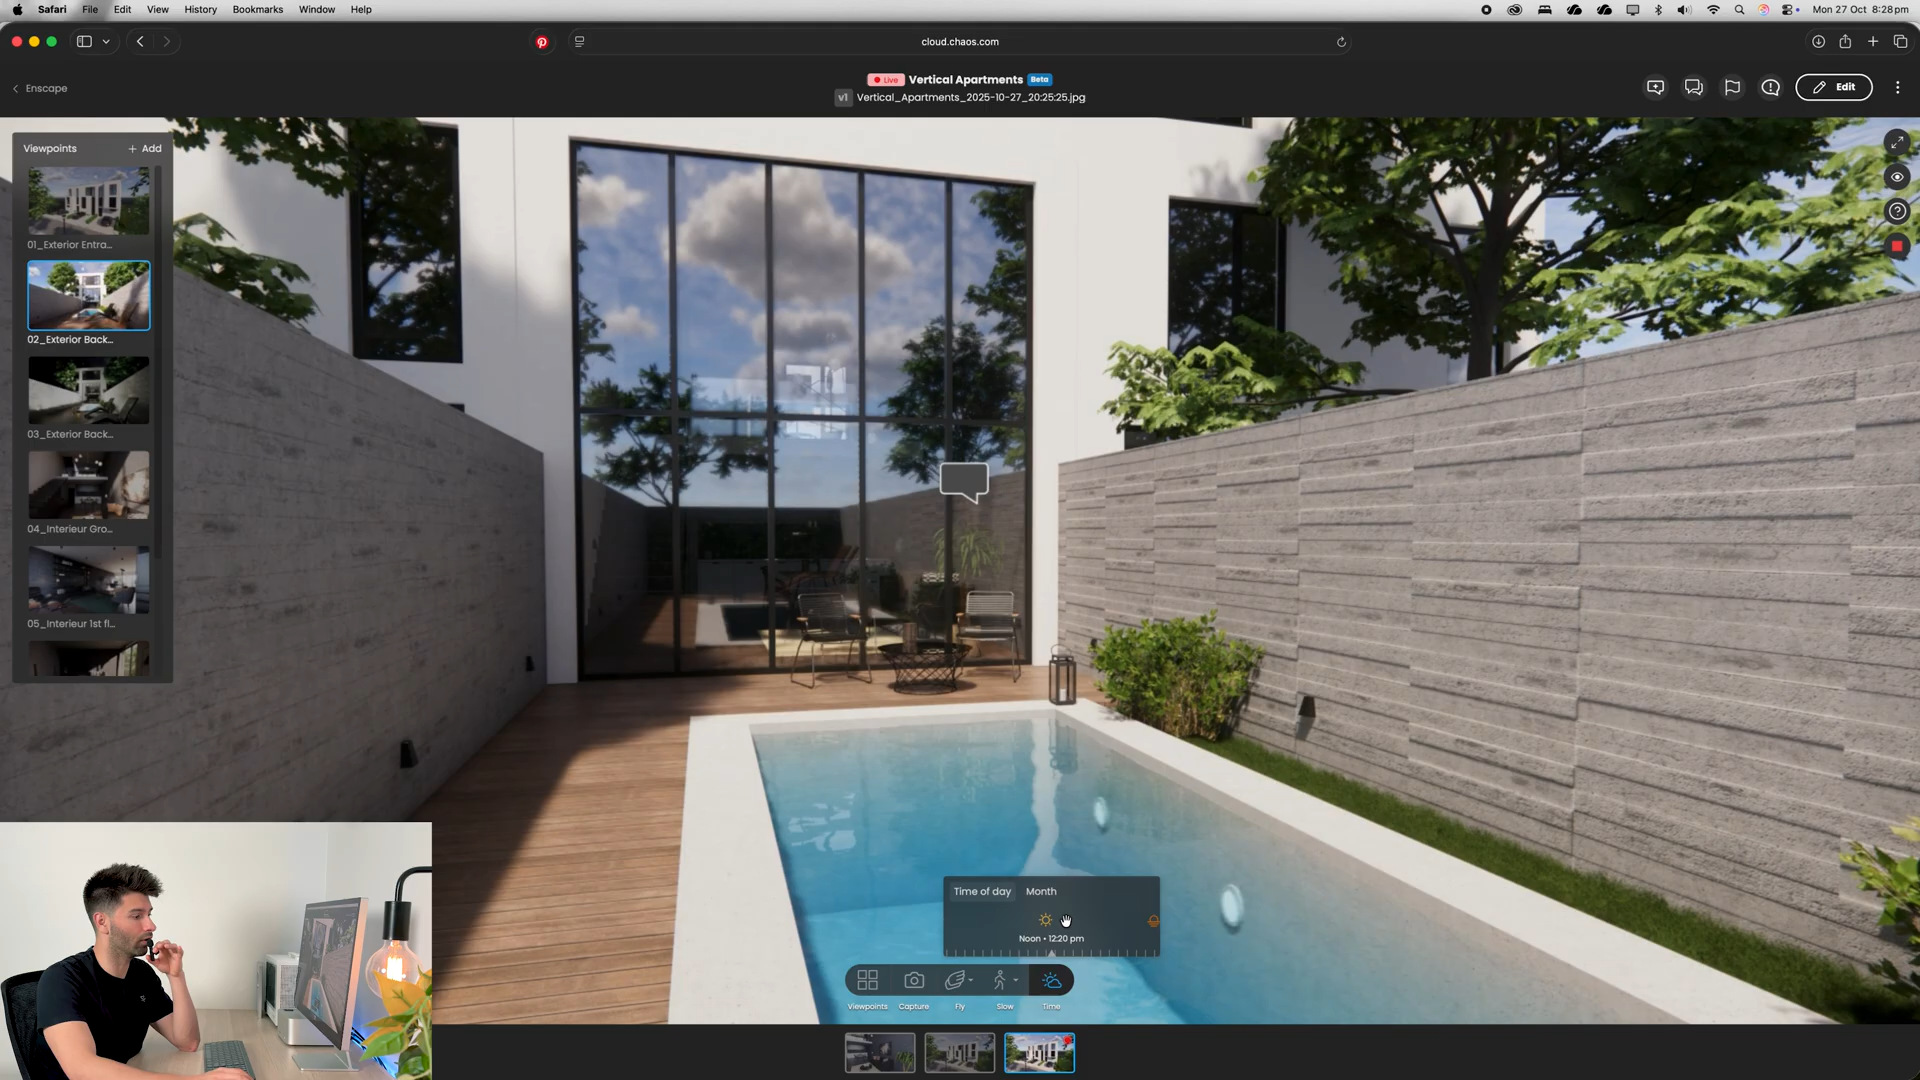 Safari File Edit View History Bookmarks Window Help
Mon 27 Oct 8:28 pm
cloud.chaos.com
Enscape
Live Vertical Apartments Beta
v1 Vertical_Apartments_2025-10-27_20:25:25.jpg
Edit
Viewpoints + Add
01_Exterior Entra...
02_Exterior Back...
03_Exterior Back...
04_Interieur Gro...
05_Interieur 1st fl...
Time of day Month
Noon • 12:20 pm
Viewpoints Capture Fly Slow Time